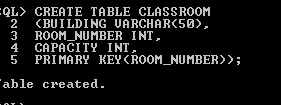 SQL> CREATE TABLE CLASSROOM
2 (BUILDING VARCHAR(50),
3 ROOM_NUMBER INT,
4 CAPACITY INT,
5 PRIMARY KEY(ROOM_NUMBER));
able created.